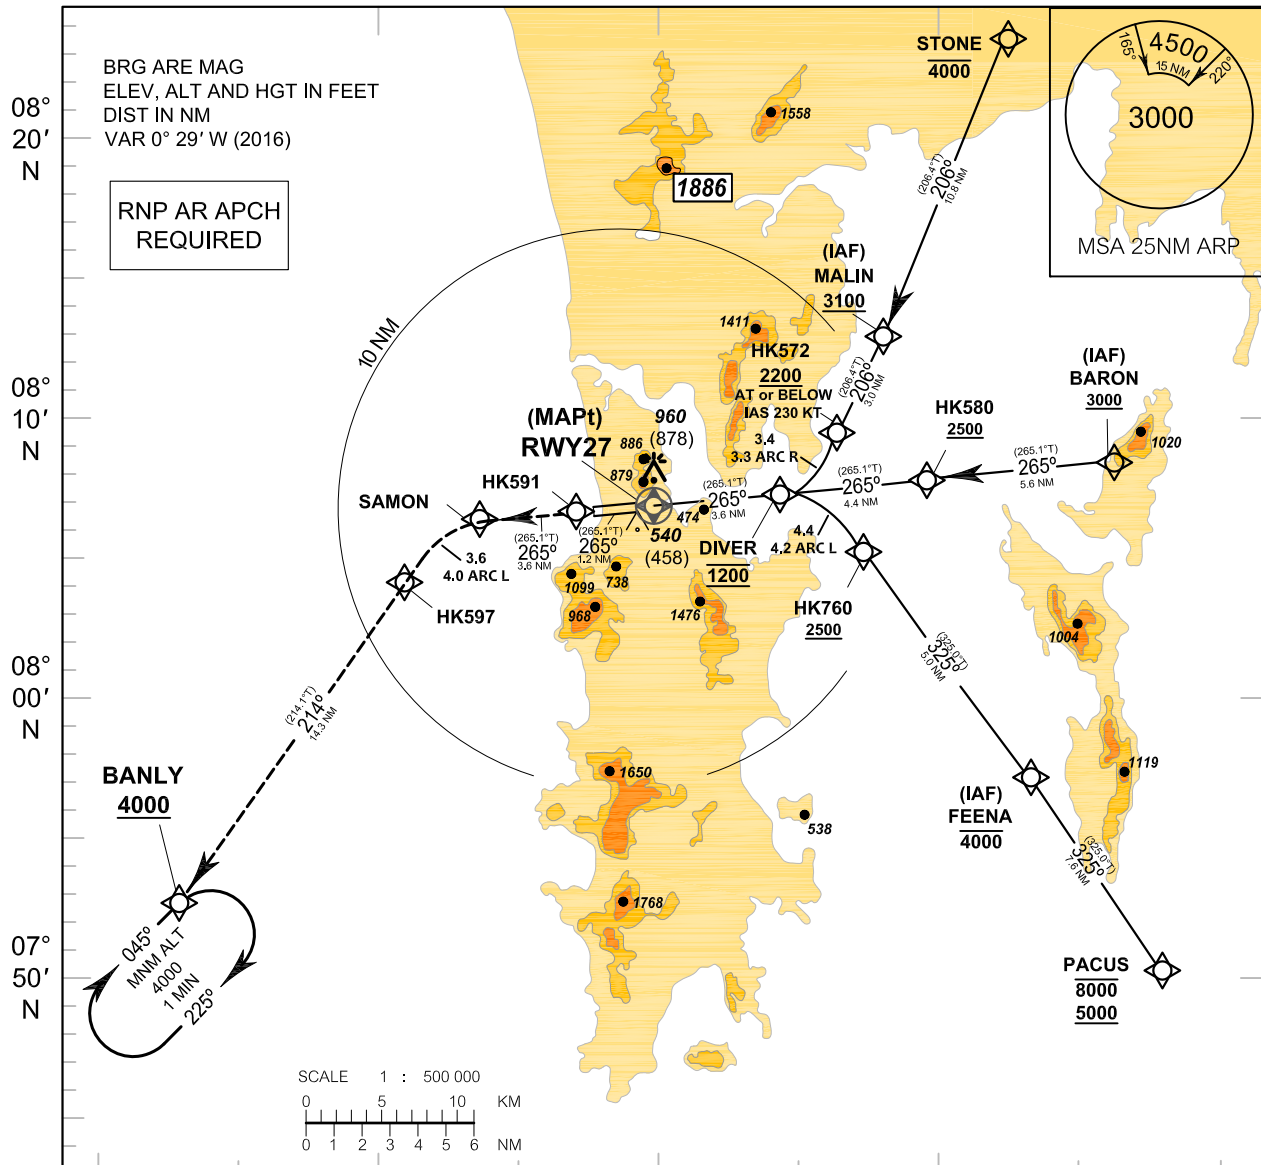 BRG ARE MAG
ELEV, ALT AND HGT IN FEET
DIST IN NM
VAR 0° 29′ W (2016)
RNP AR APCH
REQUIRED
08°
20′
N
08°
10′
N
08°
00′
N
07°
50′
N
STONE
4000
165°
4500
15 NM
220°
3000
MSA 25NM ARP
1558
1886
(206.4°T)
206°
10.8 NM
(IAF)
MALIN
3100
10 NM
1411
HK572
2200
AT or BELOW
IAS 230 KT
(206.4°T)
206°
3.0 NM
3.4
3.3 ARC R
(IAF)
BARON
3000
1020
HK580
2500
(265.1°T)
265°
5.6 NM
(265.1°T)
265°
4.4 NM
(MAPt)
RWY27
960
(878)
886
879
(265.1°T)
265°
3.6 NM
474
540
(458)
DIVER
1200
4.4
4.2 ARC L
HK591
SAMON
(265.1°T)
265°
3.6 NM
(265.1°T)
265°
1.2 NM
3.6
4.0 ARC L
HK597
1099
738
968
1476
HK760
2500
1004
(325.0°T)
325°
5.0 NM
(214.1°T)
214°
14.3 NM
BANLY
4000
1650
538
1119
(IAF)
FEENA
4000
(325.0°T)
325°
7.6 NM
1768
045°
MNM ALT
4000
1 MIN
225°
PACUS
8000
5000
SCALE 1 : 500 000
0 5 10 KM
0 1 2 3 4 5 6 NM